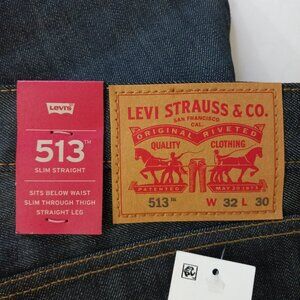 Levi's
513™
SLIM STRAIGHT
SITS BELOW WAIST
SLIM THROUGH THIGH
STRAIGHT LEG
LEVI STRAUSS & CO.
SAN FRANCISCO
CAL.
ORIGINAL RIVETED
QUALITY CLOTHING
PATENTED MAY 20 1873
513™ W 32 L 30